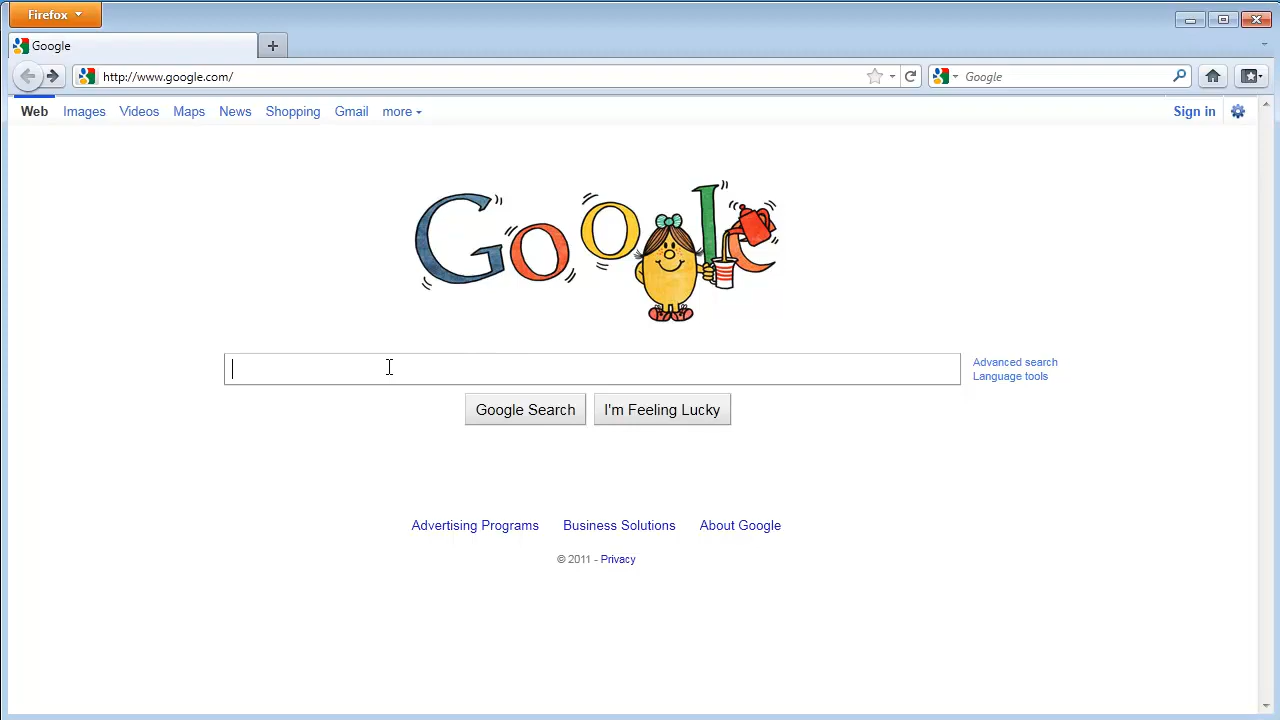 Firefox
Google
http://www.google.com/
Google
Web Images Videos Maps News Shopping Gmail more
Sign in
Google
Advanced search
Language tools
Google Search I'm Feeling Lucky
Advertising Programs Business Solutions About Google
© 2011 - Privacy